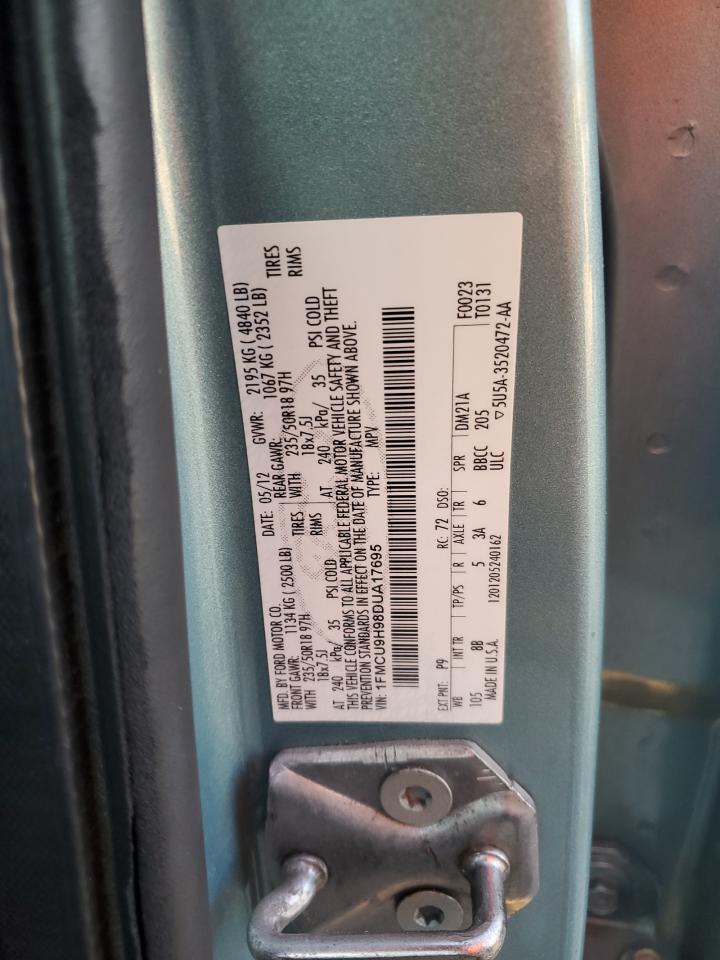 MFD. BY FORD MOTOR CO.
DATE: 05/12 GVWR: 2195 KG ( 4840 LB)
FRONT GAWR: 1134 KG ( 2500 LB) REAR GAWR: 1067 KG ( 2352 LB)
WITH 235/50R18 97H TIRES WITH 235/50R18 97H TIRES
18x7.5J RIMS 18x7.5J RIMS
AT 240 kPa/ 35 PSI COLD AT 240 kPa/ 35 PSI COLD
THIS VEHICLE CONFORMS TO ALL APPLICABLE FEDERAL MOTOR VEHICLE SAFETY AND THEFT
PREVENTION STANDARDS IN EFFECT ON THE DATE OF MANUFACTURE SHOWN ABOVE.
VIN: 1FMCU9H98DUA17695 TYPE: MPV
EXT PNT: P9 RC: 72 DSO: F0023
WB INT TR TP/PS R AXLE TR SPR DM21A T0131
105 8B 5 3A 6 BBCC 205
MADE IN U.S.A. 1201205240162 ULC ▽5U5A-3520472-AA